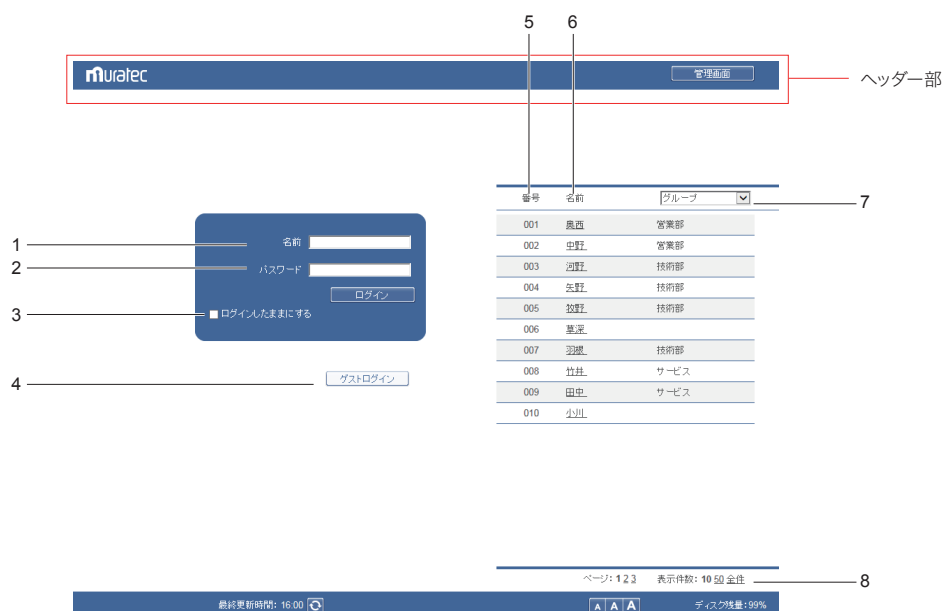 5 6
muratec 管理画面 ヘッダー部
番号 名前 グループ 7
001 奥西 営業部
1 名前 002 中野 営業部
2 パスワード 003 河野 技術部
ログイン 004 矢野 技術部
3 ログインしたままにする 005 牧野 技術部
006 草深
007 羽根 技術部
4 ゲストログイン 008 竹井 サービス
009 田中 サービス
010 小川
ページ: 1 2 3 表示件数: 10 50 全件 8
最終更新時間: 16:00 A A A ディスク残量:99%